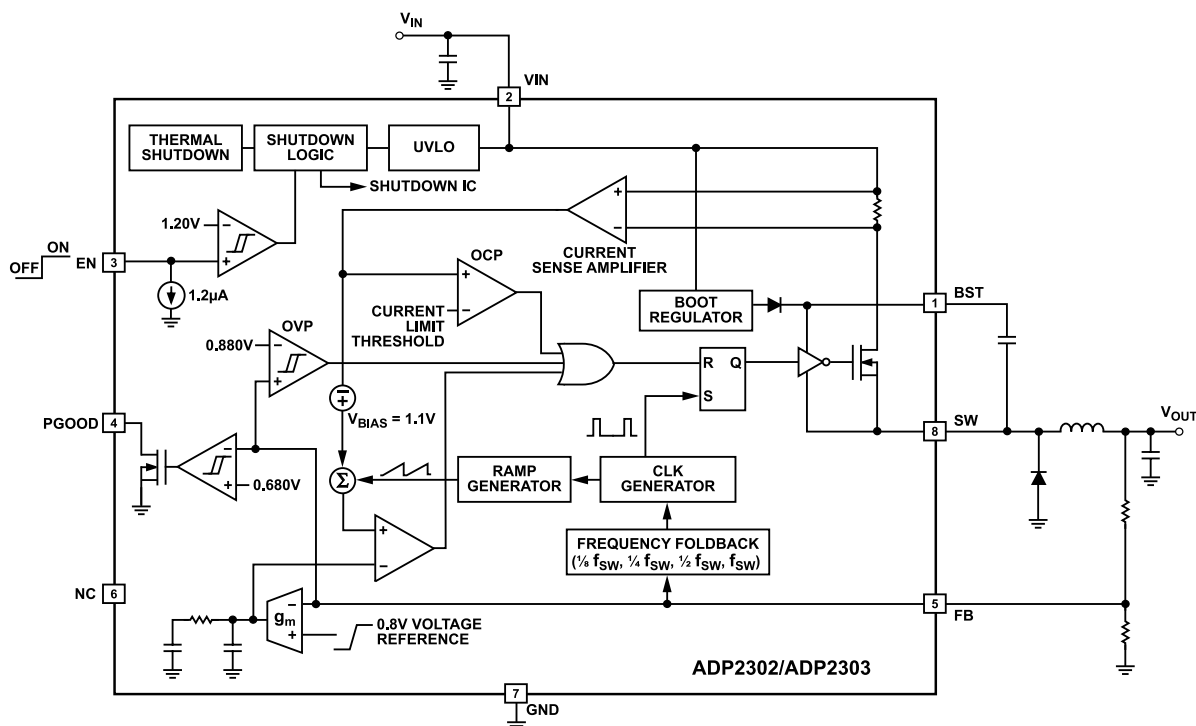 VIN
VIN
2
THERMAL
SHUTDOWN
SHUTDOWN
LOGIC
UVLO
SHUTDOWN IC
1.20V
–
+
+
–
CURRENT
SENSE AMPLIFIER
ON
OFF
EN
3
1.2µA
OCP
+
–
CURRENT
LIMIT
THRESHOLD
BOOT
REGULATOR
1
BST
OVP
0.880V
–
+
R
Q
S
PGOOD
4
VBIAS = 1.1V
–
+
–
+
0.680V
8
SW
VOUT
Σ
RAMP
GENERATOR
CLK
GENERATOR
+
–
FREQUENCY FOLDBACK
(⅛ fSW, ¼ fSW, ½ fSW, fSW)
NC
6
gm
–
+
0.8V VOLTAGE
REFERENCE
5
FB
ADP2302/ADP2303
7
GND